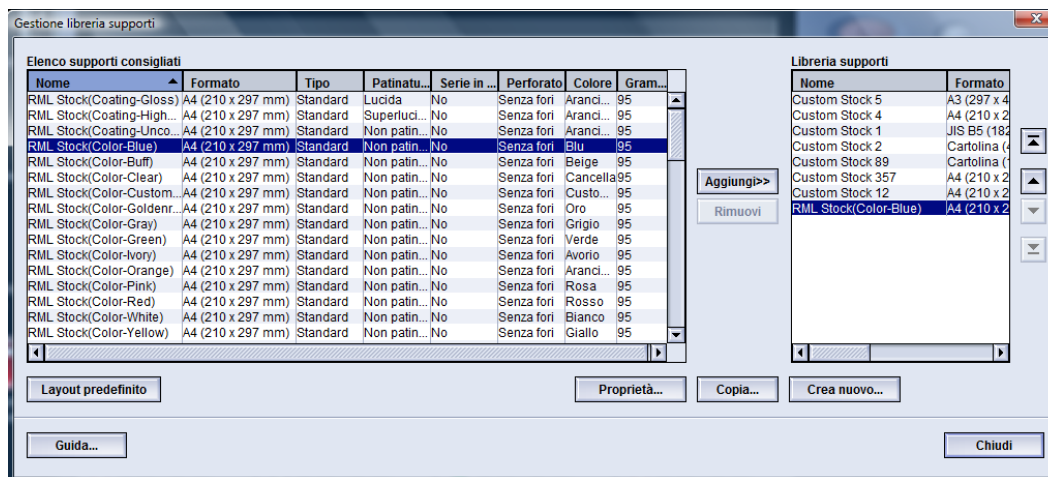 Gestione libreria supporti
Elenco supporti consigliati
Nome Formato Tipo Patinatu... Serie in ... Perforato Colore Gram...
RML Stock(Coating-Gloss) A4 (210 x 297 mm) Standard Lucida No Senza fori Aranci... 95
RML Stock(Coating-High... A4 (210 x 297 mm) Standard Superluci... No Senza fori Aranci... 95
RML Stock(Coating-Unco... A4 (210 x 297 mm) Standard Non patin... No Senza fori Aranci... 95
RML Stock(Color-Blue) A4 (210 x 297 mm) Standard Non patin... No Senza fori Blu 95
RML Stock(Color-Buff) A4 (210 x 297 mm) Standard Non patin... No Senza fori Beige 95
RML Stock(Color-Clear) A4 (210 x 297 mm) Standard Non patin... No Senza fori Cancella 95
RML Stock(Color-Custom... A4 (210 x 297 mm) Standard Non patin... No Senza fori Custo... 95
RML Stock(Color-Goldenr... A4 (210 x 297 mm) Standard Non patin... No Senza fori Oro 95
RML Stock(Color-Gray) A4 (210 x 297 mm) Standard Non patin... No Senza fori Grigio 95
RML Stock(Color-Green) A4 (210 x 297 mm) Standard Non patin... No Senza fori Verde 95
RML Stock(Color-Ivory) A4 (210 x 297 mm) Standard Non patin... No Senza fori Avorio 95
RML Stock(Color-Orange) A4 (210 x 297 mm) Standard Non patin... No Senza fori Aranci... 95
RML Stock(Color-Pink) A4 (210 x 297 mm) Standard Non patin... No Senza fori Rosa 95
RML Stock(Color-Red) A4 (210 x 297 mm) Standard Non patin... No Senza fori Rosso 95
RML Stock(Color-White) A4 (210 x 297 mm) Standard Non patin... No Senza fori Bianco 95
RML Stock(Color-Yellow) A4 (210 x 297 mm) Standard Non patin... No Senza fori Giallo 95
Aggiungi>>
Rimuovi
Libreria supporti
Nome Formato
Custom Stock 5 A3 (297 x 4
Custom Stock 4 A4 (210 x 2
Custom Stock 1 JIS B5 (182
Custom Stock 2 Cartolina (4
Custom Stock 89 Cartolina (1
Custom Stock 357 A4 (210 x 2
Custom Stock 12 A4 (210 x 2
RML Stock(Color-Blue) A4 (210 x 2
Layout predefinito Proprietà... Copia... Crea nuovo...
Guida... Chiudi